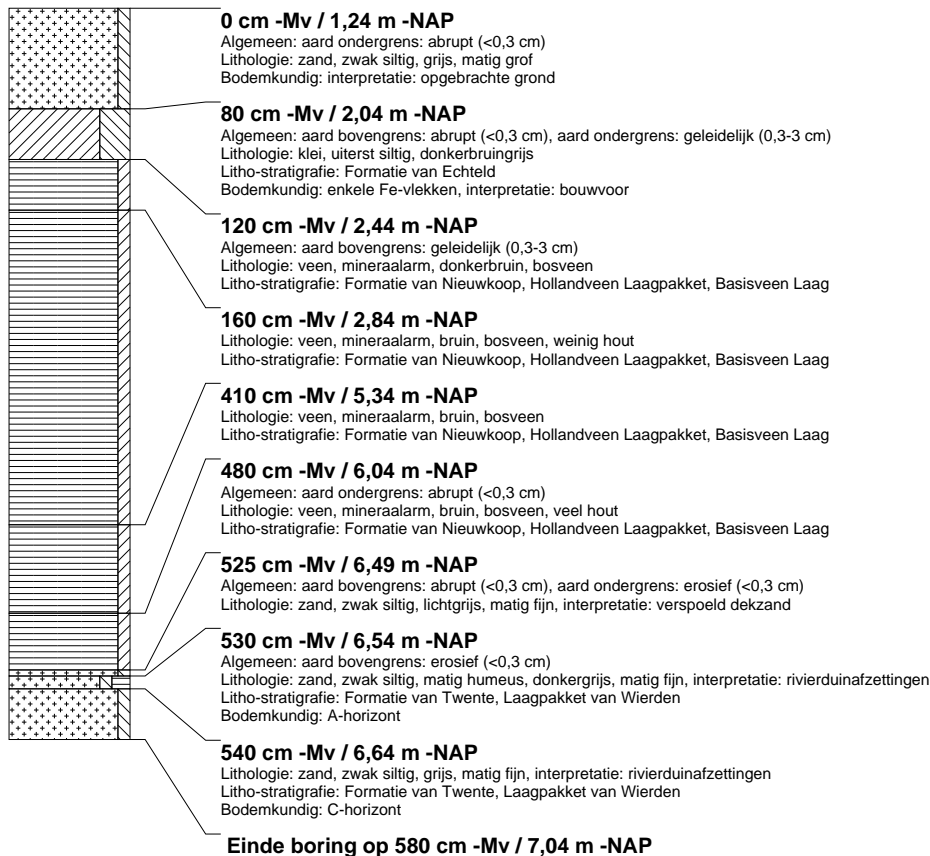 0 cm -Mv / 1,24 m -NAP
Algemeen: aard ondergrens: abrupt (<0,3 cm)
Lithologie: zand, zwak siltig, grijs, matig grof
Bodemkundig: interpretatie: opgebrachte grond
80 cm -Mv / 2,04 m -NAP
Algemeen: aard bovengrens: abrupt (<0,3 cm), aard ondergrens: geleidelijk (0,3-3 cm)
Lithologie: klei, uiterst siltig, donkerbruingrijs
Litho-stratigrafie: Formatie van Echteld
Bodemkundig: enkele Fe-vlekken, interpretatie: bouwvoor
120 cm -Mv / 2,44 m -NAP
Algemeen: aard bovengrens: geleidelijk (0,3-3 cm)
Lithologie: veen, mineraalarm, donkerbruin, bosveen
Litho-stratigrafie: Formatie van Nieuwkoop, Hollandveen Laagpakket, Basisveen Laag
160 cm -Mv / 2,84 m -NAP
Lithologie: veen, mineraalarm, bruin, bosveen, weinig hout
Litho-stratigrafie: Formatie van Nieuwkoop, Hollandveen Laagpakket, Basisveen Laag
410 cm -Mv / 5,34 m -NAP
Lithologie: veen, mineraalarm, bruin, bosveen
Litho-stratigrafie: Formatie van Nieuwkoop, Hollandveen Laagpakket, Basisveen Laag
480 cm -Mv / 6,04 m -NAP
Algemeen: aard ondergrens: abrupt (<0,3 cm)
Lithologie: veen, mineraalarm, bruin, bosveen, veel hout
Litho-stratigrafie: Formatie van Nieuwkoop, Hollandveen Laagpakket, Basisveen Laag
525 cm -Mv / 6,49 m -NAP
Algemeen: aard bovengrens: abrupt (<0,3 cm), aard ondergrens: erosief (<0,3 cm)
Lithologie: zand, zwak siltig, lichtgrijs, matig fijn, interpretatie: verspoeld dekzand
530 cm -Mv / 6,54 m -NAP
Algemeen: aard bovengrens: erosief (<0,3 cm)
Lithologie: zand, zwak siltig, matig humeus, donkergrijs, matig fijn, interpretatie: rivierduinafzettingen
Litho-stratigrafie: Formatie van Twente, Laagpakket van Wierden
Bodemkundig: A-horizont
540 cm -Mv / 6,64 m -NAP
Lithologie: zand, zwak siltig, grijs, matig fijn, interpretatie: rivierduinafzettingen
Litho-stratigrafie: Formatie van Twente, Laagpakket van Wierden
Bodemkundig: C-horizont
Einde boring op 580 cm -Mv / 7,04 m -NAP